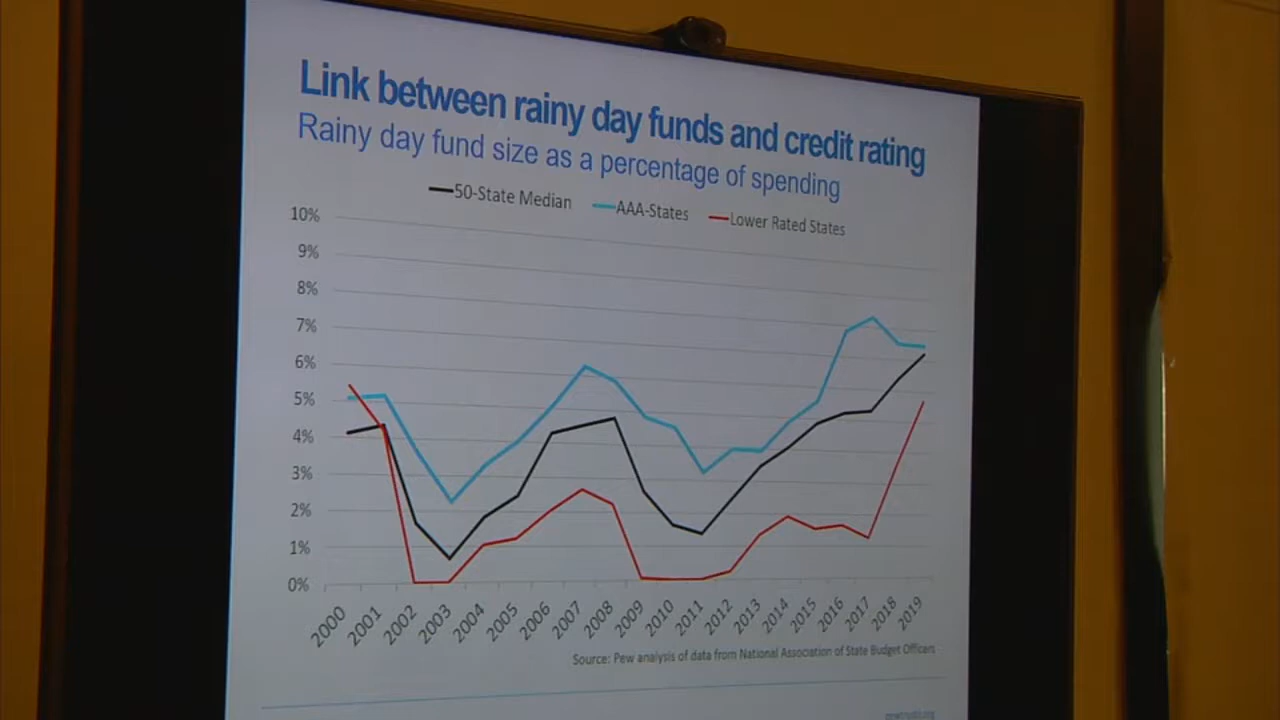 Link between rainy day funds and credit rating
Rainy day fund size as a percentage of spending
50-State Median AAA-States Lower Rated States
10%
9%
8%
7%
6%
5%
4%
3%
2%
1%
0%
2000 2001 2002 2003 2004 2005 2006 2007 2008 2009 2010 2011 2012 2013 2014 2015 2016 2017 2018 2019
Source: Pew analysis of data from National Association of State Budget Officers